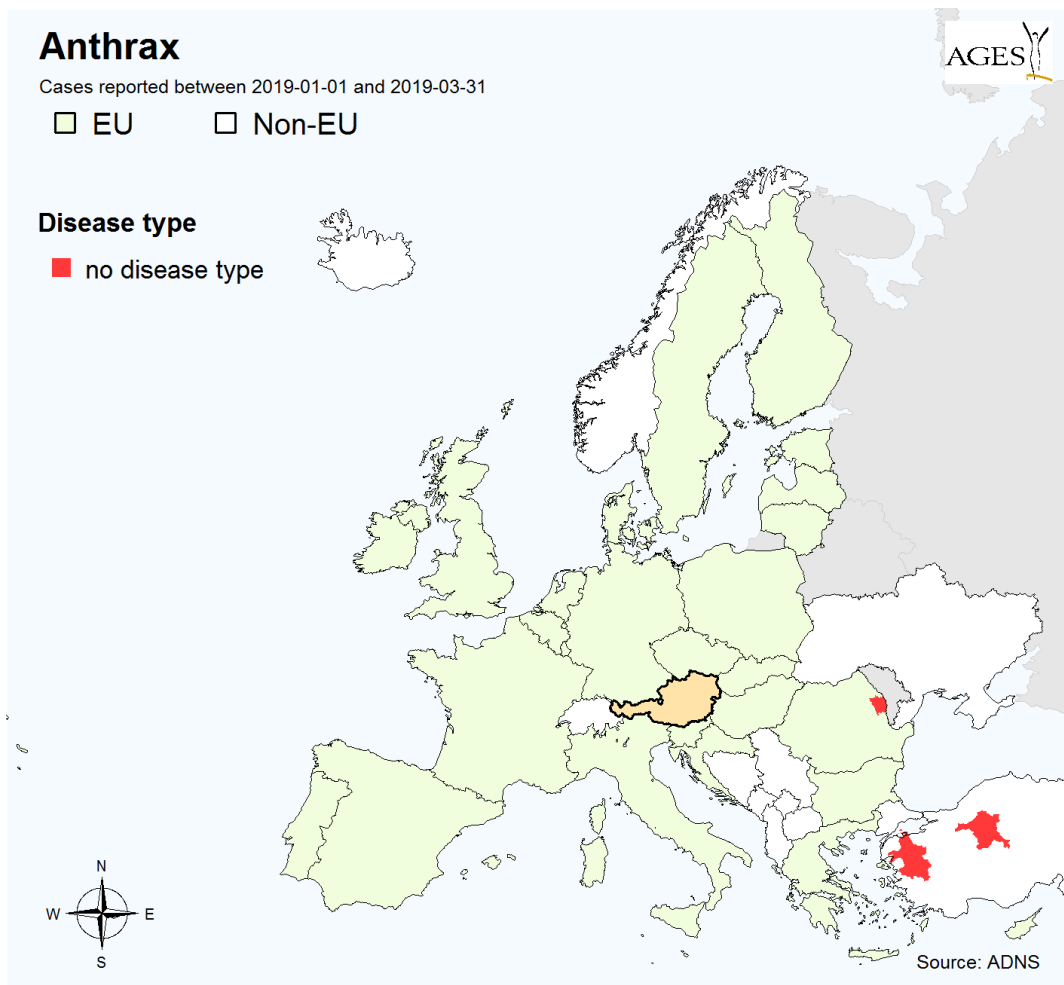 Anthrax
AGES
Cases reported between 2019-01-01 and 2019-03-31
EU Non-EU
Disease type
no disease type
N
W E
S
Source: ADNS